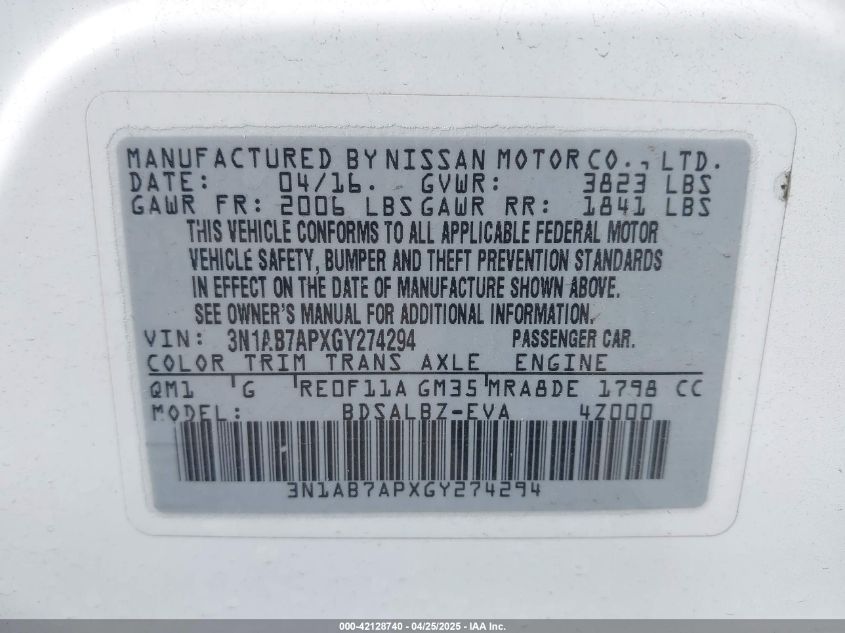 MANUFACTURED BY NISSAN MOTOR CO., LTD.
DATE: 04/16. GVWR: 3823 LBS
GAWR FR: 2006 LBS GAWR RR: 1841 LBS
THIS VEHICLE CONFORMS TO ALL APPLICABLE FEDERAL MOTOR
VEHICLE SAFETY, BUMPER AND THEFT PREVENTION STANDARDS
IN EFFECT ON THE DATE OF MANUFACTURE SHOWN ABOVE.
SEE OWNER'S MANUAL FOR ADDITIONAL INFORMATION.
VIN: 3N1AB7APXGY274294 PASSENGER CAR.
COLOR TRIM TRANS AXLE ENGINE
QM1 G RE0F11A GM35 MRA8DE 1798 CC
MODEL: BDSALBZ-EVA 4Z000
3N1AB7APXGY274294
000-42128740 - 04/25/2025 - IAA Inc.